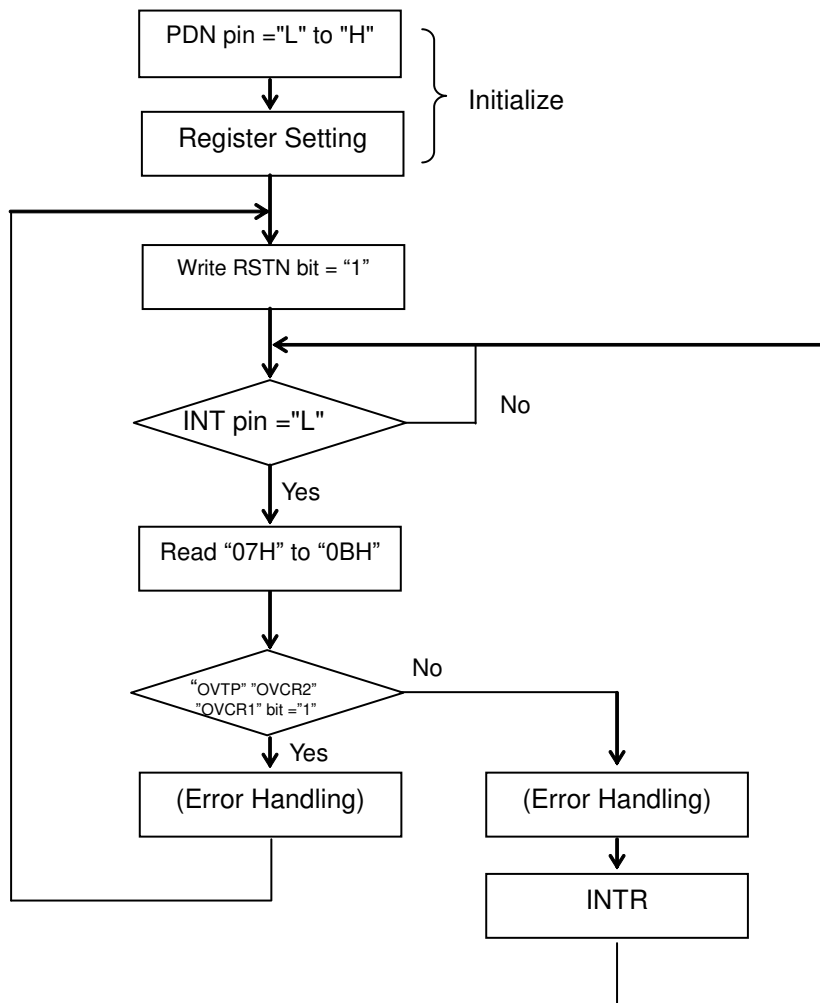 PDN pin ="L" to "H"
Initialize
Register Setting
Write RSTN bit = “1”
INT pin ="L"
No
Yes
Read “07H” to “0BH”
No
“OVTP” ”OVCR2”
”OVCR1” bit =”1”
Yes
(Error Handling)
(Error Handling)
INTR